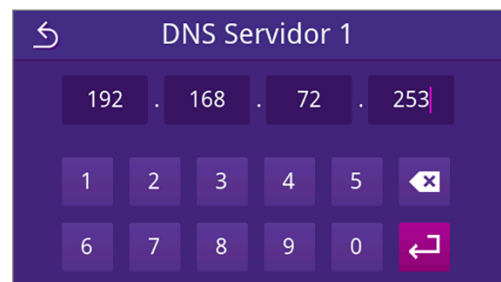 DNS Servidor 1
192 . 168 . 72 . 253
1 2 3 4 5
6 7 8 9 0